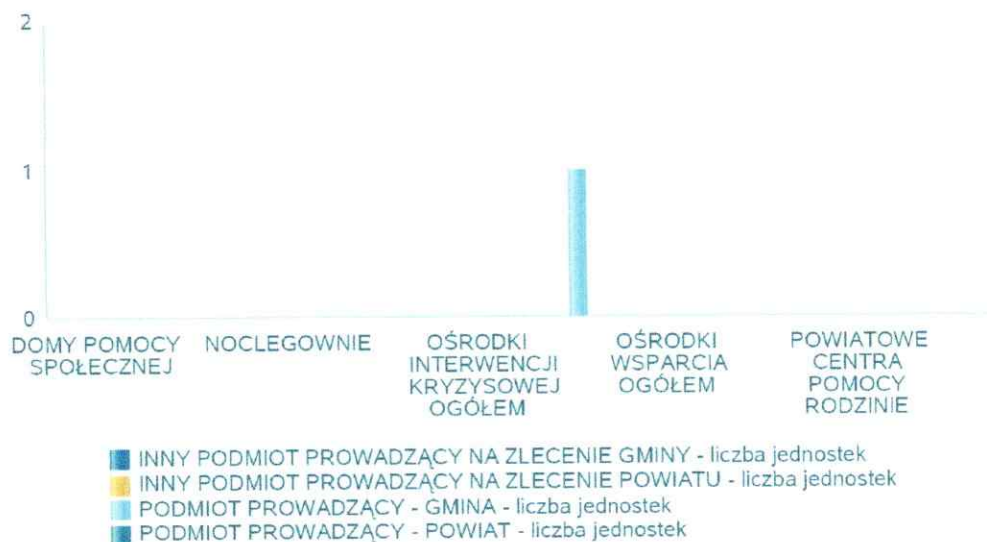 2
1
0
DOMY POMOCY
SPOŁECZNEJ
NOCLEGOWNIE
OŚRODKI
INTERWENCJI
KRYZYSOWEJ
OGÓŁEM
OŚRODKI
WSPARCIA
OGÓŁEM
POWIATOWE
CENTRA
POMOCY
RODZINIE
INNY PODMIOT PROWADZĄCY NA ZLECENIE GMINY - liczba jednostek
INNY PODMIOT PROWADZĄCY NA ZLECENIE POWIATU - liczba jednostek
PODMIOT PROWADZĄCY - GMINA - liczba jednostek
PODMIOT PROWADZĄCY - POWIAT - liczba jednostek